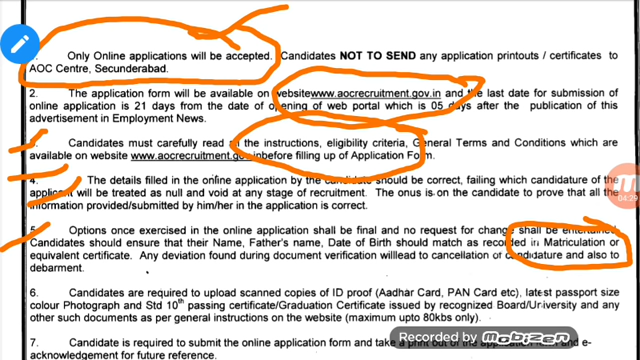 1. Only Online applications will be accepted. Candidates NOT TO SEND any application printouts / certificates to
AOC Centre, Secunderabad.
2. The application form will be available on website www.aocrecruitment.gov.in and the last date for submission of
online application is 21 days from the date of opening of web portal which is 05 days after the publication of this
advertisement in Employment News.
3. Candidates must carefully read all the instructions, eligibility criteria, General Terms and Conditions which are
available on website www.aocrecruitment.gov.in before filling up of Application Form.
4. The details filled in the online application by the candidate should be correct, failing which candidature of the
applicant will be treated as null and void at any stage of recruitment. The onus is on the candidate to prove that all the
information provided/submitted by him/her in the application is correct.
5. Options once exercised in the online application shall be final and no request for change shall be entertained.
Candidates should ensure that their Name, Father's name, Date of Birth should match as recorded in Matriculation or
equivalent certificate. Any deviation found during document verification willlead to cancellation of candidature and also to
debarment.
6. Candidates are required to upload scanned copies of ID proof (Aadhar Card, PAN Card etc), latest passport size
colour Photograph and Std 10th passing certificate/Graduation Certificate issued by recognized Board/University and any
other such documents as per general instructions on the website (maximum upto 80kbs only).
7. Candidate is required to submit the online application form and take a print out of the application form and e-
acknowledgement for future reference.
04:29
RECORDED BY
MOBIZEN